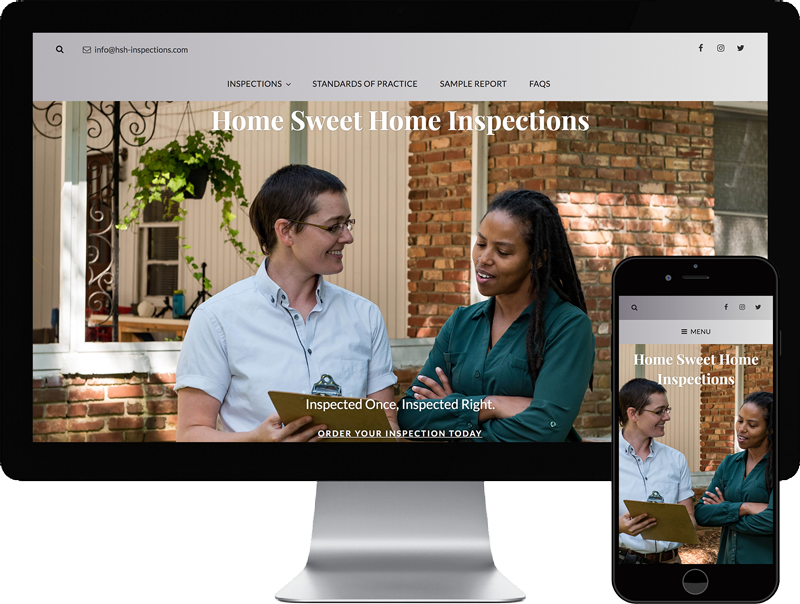 info@hsh-inspections.com
INSPECTIONS
STANDARDS OF PRACTICE
SAMPLE REPORT
FAQS
Home Sweet Home Inspections
Inspected Once, Inspected Right.
ORDER YOUR INSPECTION TODAY
MENU
Home Sweet Home
Inspections